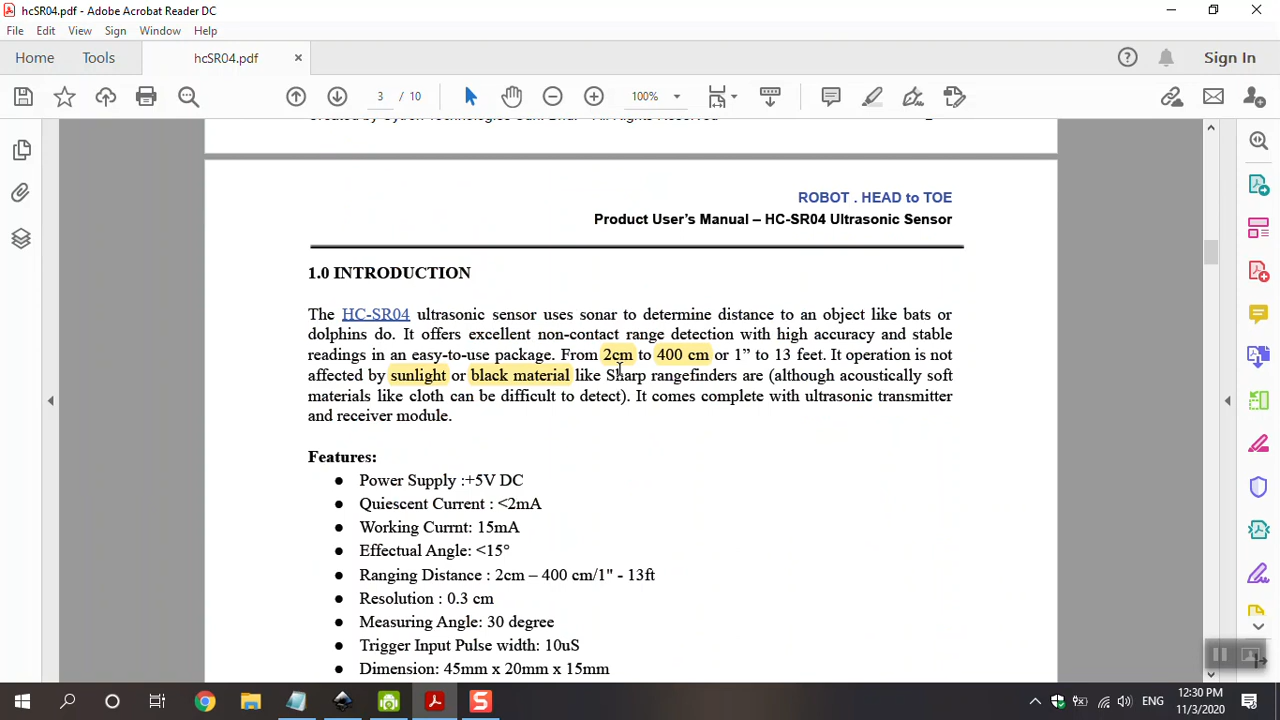 hcSR04.pdf - Adobe Acrobat Reader DC
File Edit View Sign Window Help
Home Tools hcSR04.pdf × Sign In
3 / 10 100%
ROBOT . HEAD to TOE
Product User's Manual – HC-SR04 Ultrasonic Sensor
1.0 INTRODUCTION
The HC-SR04 ultrasonic sensor uses sonar to determine distance to an object like bats or
dolphins do. It offers excellent non-contact range detection with high accuracy and stable
readings in an easy-to-use package. From 2cm to 400 cm or 1” to 13 feet. It operation is not
affected by sunlight or black material like Sharp rangefinders are (although acoustically soft
materials like cloth can be difficult to detect). It comes complete with ultrasonic transmitter
and receiver module.
Features:
● Power Supply :+5V DC
● Quiescent Current : <2mA
● Working Currnt: 15mA
● Effectual Angle: <15°
● Ranging Distance : 2cm – 400 cm/1" - 13ft
● Resolution : 0.3 cm
● Measuring Angle: 30 degree
● Trigger Input Pulse width: 10uS
● Dimension: 45mm x 20mm x 15mm
ENG
12:30 PM
11/3/2020